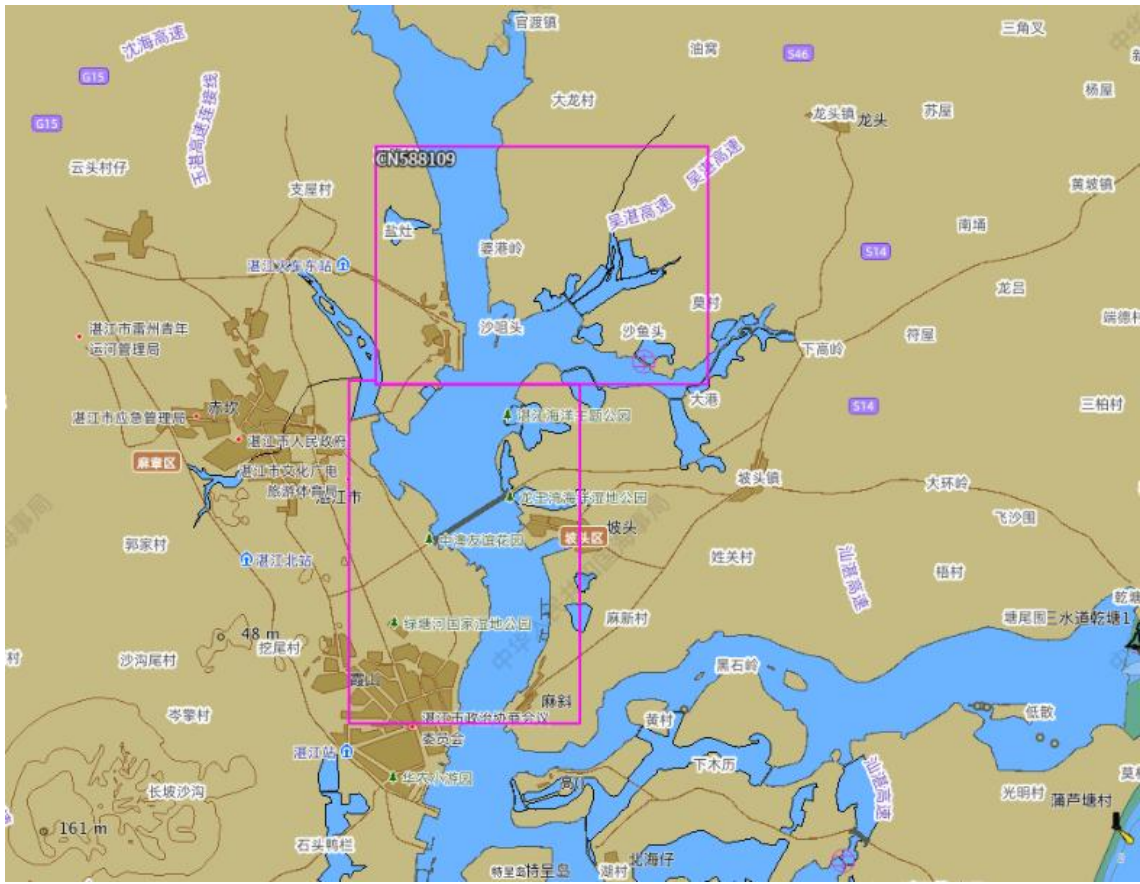 官渡镇
三角叉
沈海高速
油窝
S46
G15
杨屋
大龙村
苏屋
龙头镇
龙头
G15
玉湛高速连接线
CN588109
吴湛高速
云头村仔
支屋村
黄坡镇
吴湛高速
盐灶
南埇
婆港岭
S14
湛江火车东站
龙吕
莫村
端德村
湛江市雷州青年
运河管理局
沙咀头
沙鱼头
符屋
下高岭
大港
S14
三柏村
赤坎
湛江市应急管理局
湛江海洋主题公园
湛江市人民政府
麻章区
湛江市文化广电
旅游体育局
湛江市
坡头镇
大环岭
龙王湾海洋湿地公园
飞沙围
坡头
中澳友谊花园
坡头区
郭家村
湛江北站
姓关村
汕湛高速
梧村
乾塘
麻新村
绿塘河国家湿地公园
塘尾围
三水道乾塘1
48 m
挖尾村
村
沙沟尾村
黑石岭
霞山
麻斜
岑擎村
湛江市政治协商会议
委员会
黄村
低散
湛江站
下木历
汕湛高速
华农小游园
长坡沙沟
光明村
蒲芦塘村
161 m
石头鸭栏
北海仔
特呈岛
特呈岛
湖村